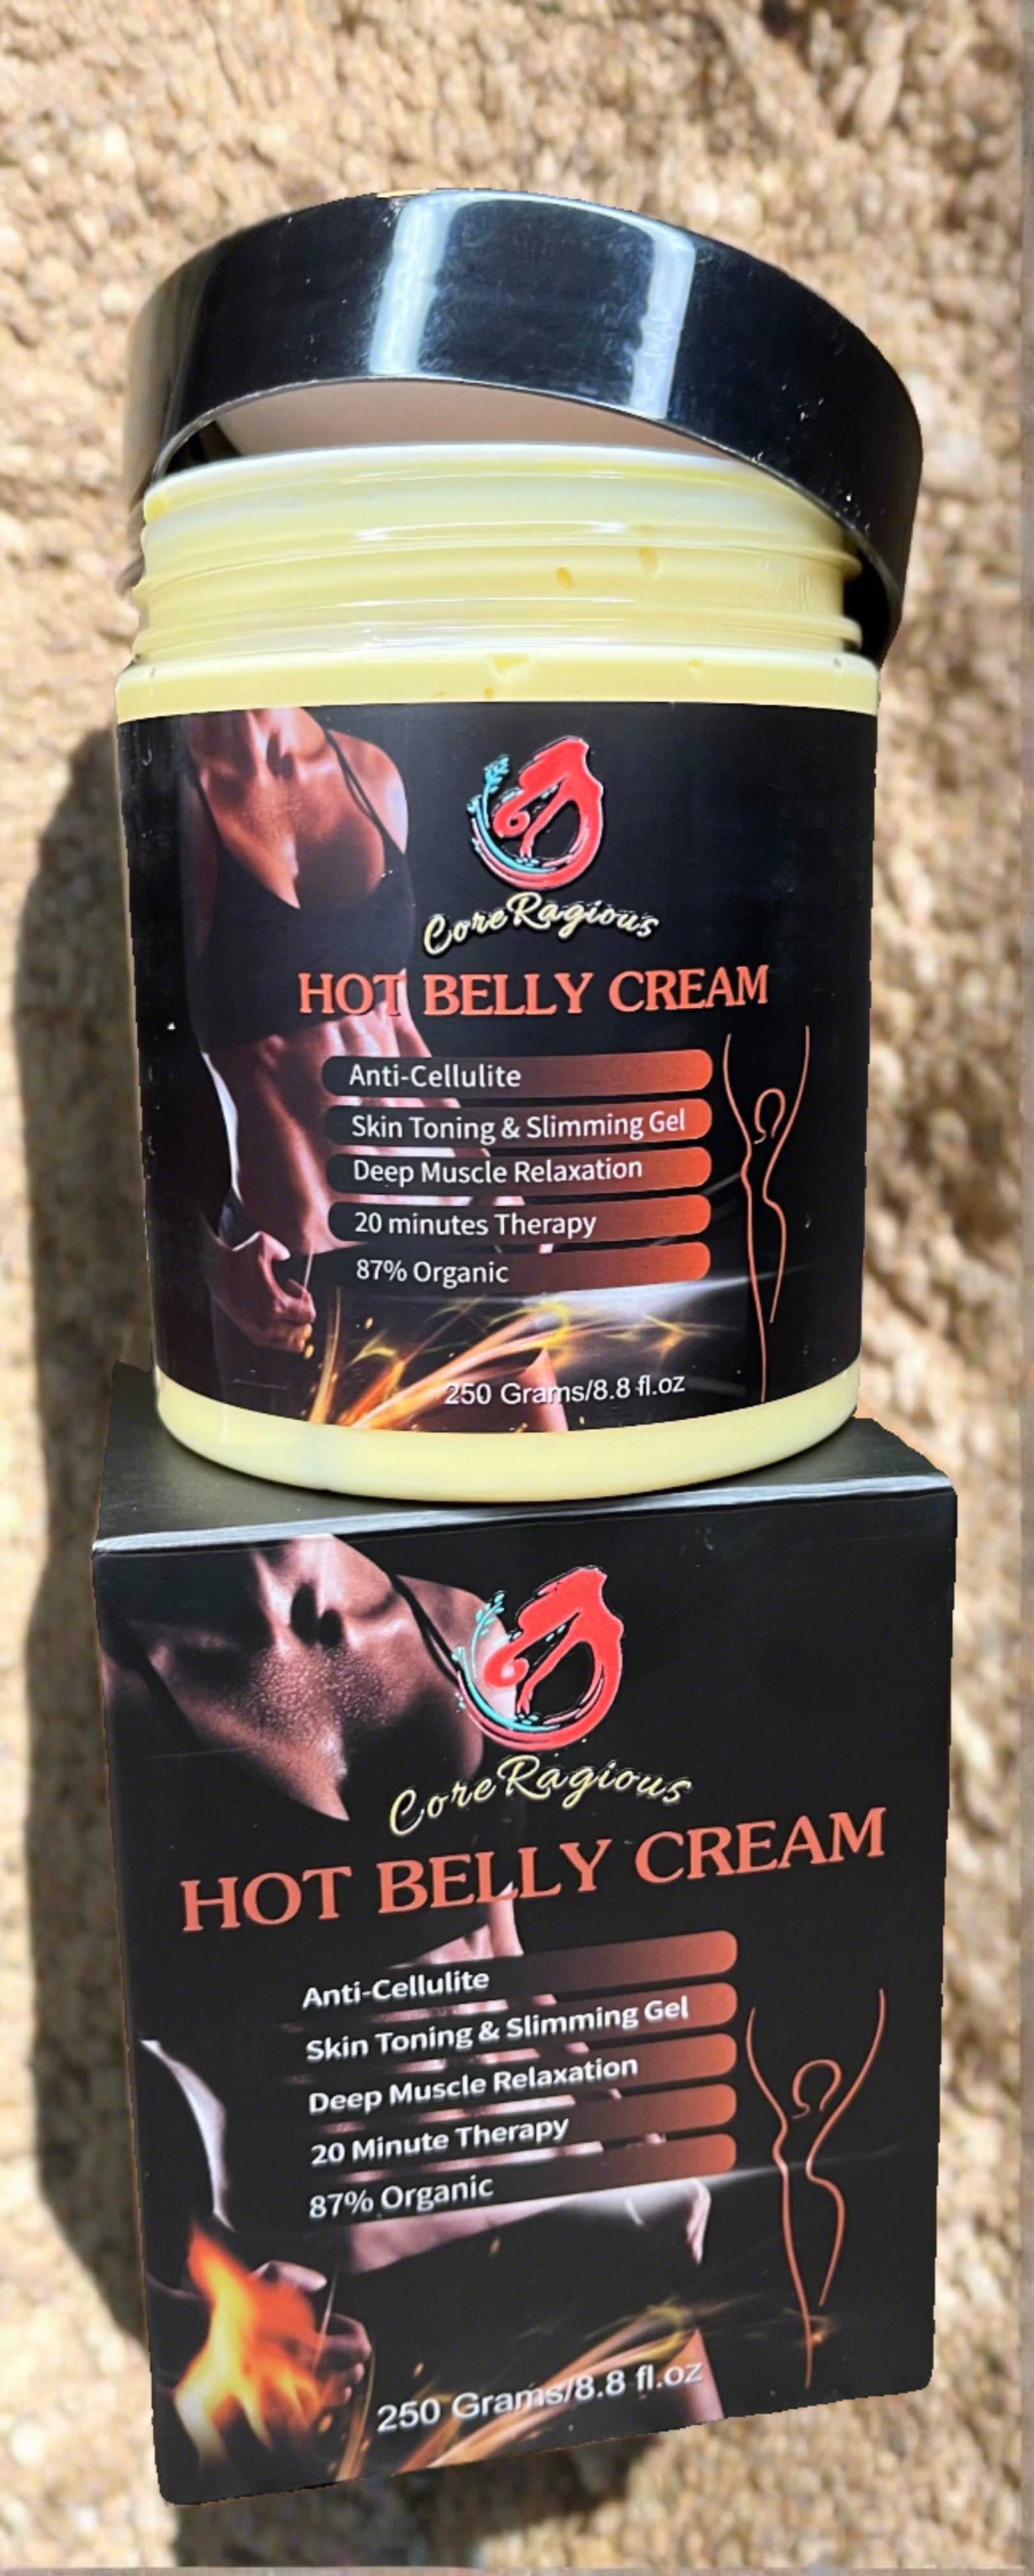 CoreRagious
HOT BELLY CREAM
Anti-Cellulite
Skin Toning & Slimming Gel
Deep Muscle Relaxation
20 minutes Therapy
87% Organic
250 Grams/8.8 fl.oz
CoreRagious
HOT BELLY CREAM
Anti-Cellulite
Skin Toning & Slimming Gel
Deep Muscle Relaxation
20 Minute Therapy
87% Organic
250 Grams/8.8 fl.oz